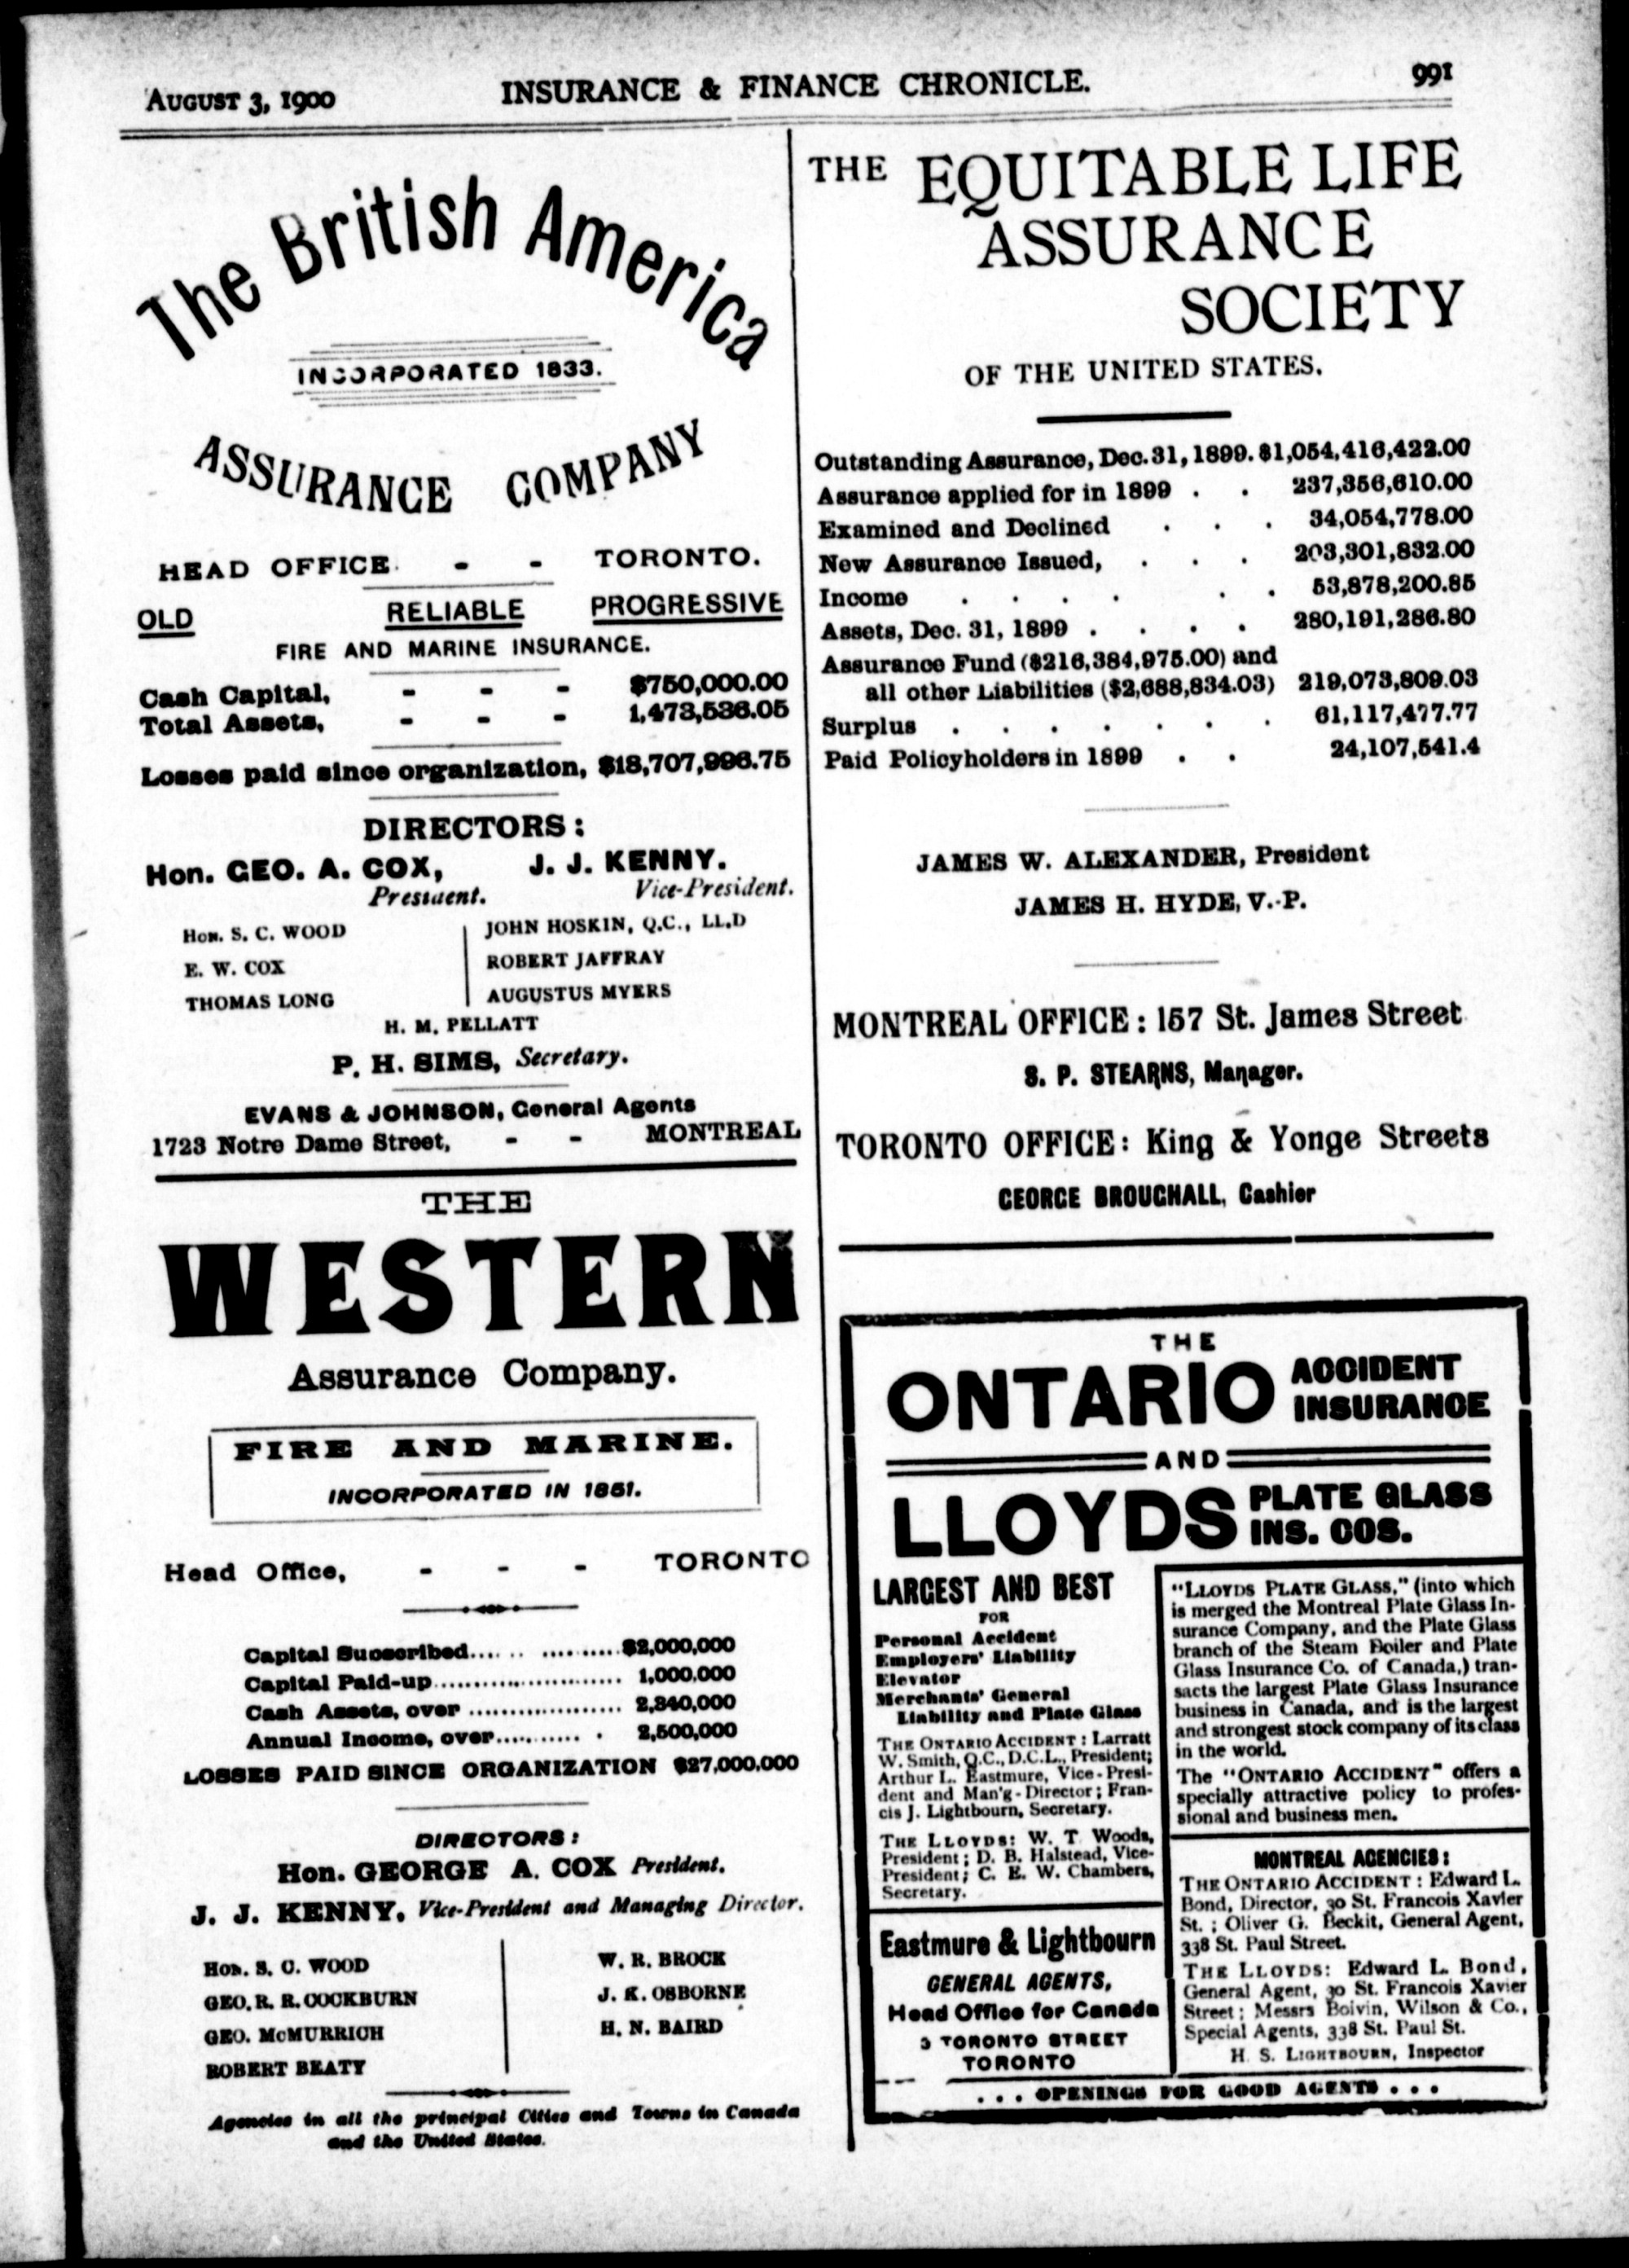 AUGUST 3, 1900
INSURANCE & FINANCE CHRONICLE.
991
The British America
INCORPORATED 1833.
ASSURANCE COMPANY
HEAD OFFICE - - TORONTO.
OLD RELIABLE PROGRESSIVE
FIRE AND MARINE INSURANCE.
Cash Capital, - - - $750,000.00
Total Assets, - - - 1,473,536.05
Losses paid since organization, $18,707,996.75
DIRECTORS:
Hon. GEO. A. COX, J. J. KENNY.
President. Vice-President.
HON. S. C. WOOD
E. W. COX
THOMAS LONG
JOHN HOSKIN, Q.C., LL.D
ROBERT JAFFRAY
AUGUSTUS MYERS
H. M. PELLATT
P. H. SIMS, Secretary.
EVANS & JOHNSON, General Agents
1723 Notre Dame Street, - - MONTREAL
THE
WESTERN
Assurance Company.
FIRE AND MARINE.
INCORPORATED IN 1851.
Head Office, - - - TORONTO
Capital Subscribed.... .. ..........$2,000,000
Capital Paid-up.......................... 1,000,000
Cash Assets, over .................... 2,340,000
Annual Income, over........... . 2,500,000
LOSSES PAID SINCE ORGANIZATION $27,000,000
DIRECTORS:
Hon. GEORGE A. COX President.
J. J. KENNY, Vice-President and Managing Director.
HON. S. C. WOOD
GEO. R. R. COCKBURN
GEO. McMURRICH
ROBERT BEATY
W. R. BROCK
J. K. OSBORNE
H. N. BAIRD
Agencies in all the principal Cities and Towns in Canada
and the United States.
THE EQUITABLE LIFE
ASSURANCE
SOCIETY
OF THE UNITED STATES.
Outstanding Assurance, Dec. 31, 1899. $1,054,416,422.00
Assurance applied for in 1899 . . 237,356,610.00
Examined and Declined . . . 34,054,778.00
New Assurance Issued, . . . 203,301,832.00
Income . . . . . . 53,878,200.85
Assets, Dec. 31, 1899 . . . . 280,191,286.80
Assurance Fund ($216,384,975.00) and
all other Liabilities ($2,688,834.03) 219,073,809.03
Surplus . . . . . . . 61,117,477.77
Paid Policyholders in 1899 . . 24,107,541.4
JAMES W. ALEXANDER, President
JAMES H. HYDE, V.-P.
MONTREAL OFFICE: 157 St. James Street
S. P. STEARNS, Manager.
TORONTO OFFICE: King & Yonge Streets
GEORGE BROUGHALL, Cashier
THE
ONTARIO ACCIDENT
INSURANCE
AND
LLOYDS PLATE GLASS
INS. COS.
LARGEST AND BEST
FOR
Personal Accident
Employers' Liability
Elevator
Merchants' General
Liability and Plate Glass
THE ONTARIO ACCIDENT: Larratt
W. Smith, Q.C., D.C.L., President;
Arthur L. Eastmure, Vice-Presi-
dent and Man'g-Director; Fran-
cis J. Lightbourn, Secretary.
THE LLOYDS: W. T. Woods,
President; D. B. Halstead, Vice-
President; C. E. W. Chambers,
Secretary.
Eastmure & Lightbourn
GENERAL AGENTS,
Head Office for Canada
3 TORONTO STREET
TORONTO
"LLOYDS PLATE GLASS," (into which
is merged the Montreal Plate Glass In-
surance Company, and the Plate Glass
branch of the Steam Boiler and Plate
Glass Insurance Co. of Canada,) tran-
sacts the largest Plate Glass Insurance
business in Canada, and is the largest
and strongest stock company of its class
in the world.
The "ONTARIO ACCIDENT" offers a
specially attractive policy to profes-
sional and business men.
MONTREAL AGENCIES:
THE ONTARIO ACCIDENT: Edward L.
Bond, Director, 30 St. Francois Xavier
St.; Oliver G. Beckit, General Agent,
338 St. Paul Street.
THE LLOYDS: Edward L. Bond,
General Agent, 30 St. Francois Xavier
Street; Messrs Boivin, Wilson & Co.,
Special Agents, 338 St. Paul St.
H. S. LIGHTBOURN, Inspector
. . . OPENINGS FOR GOOD AGENTS . . .